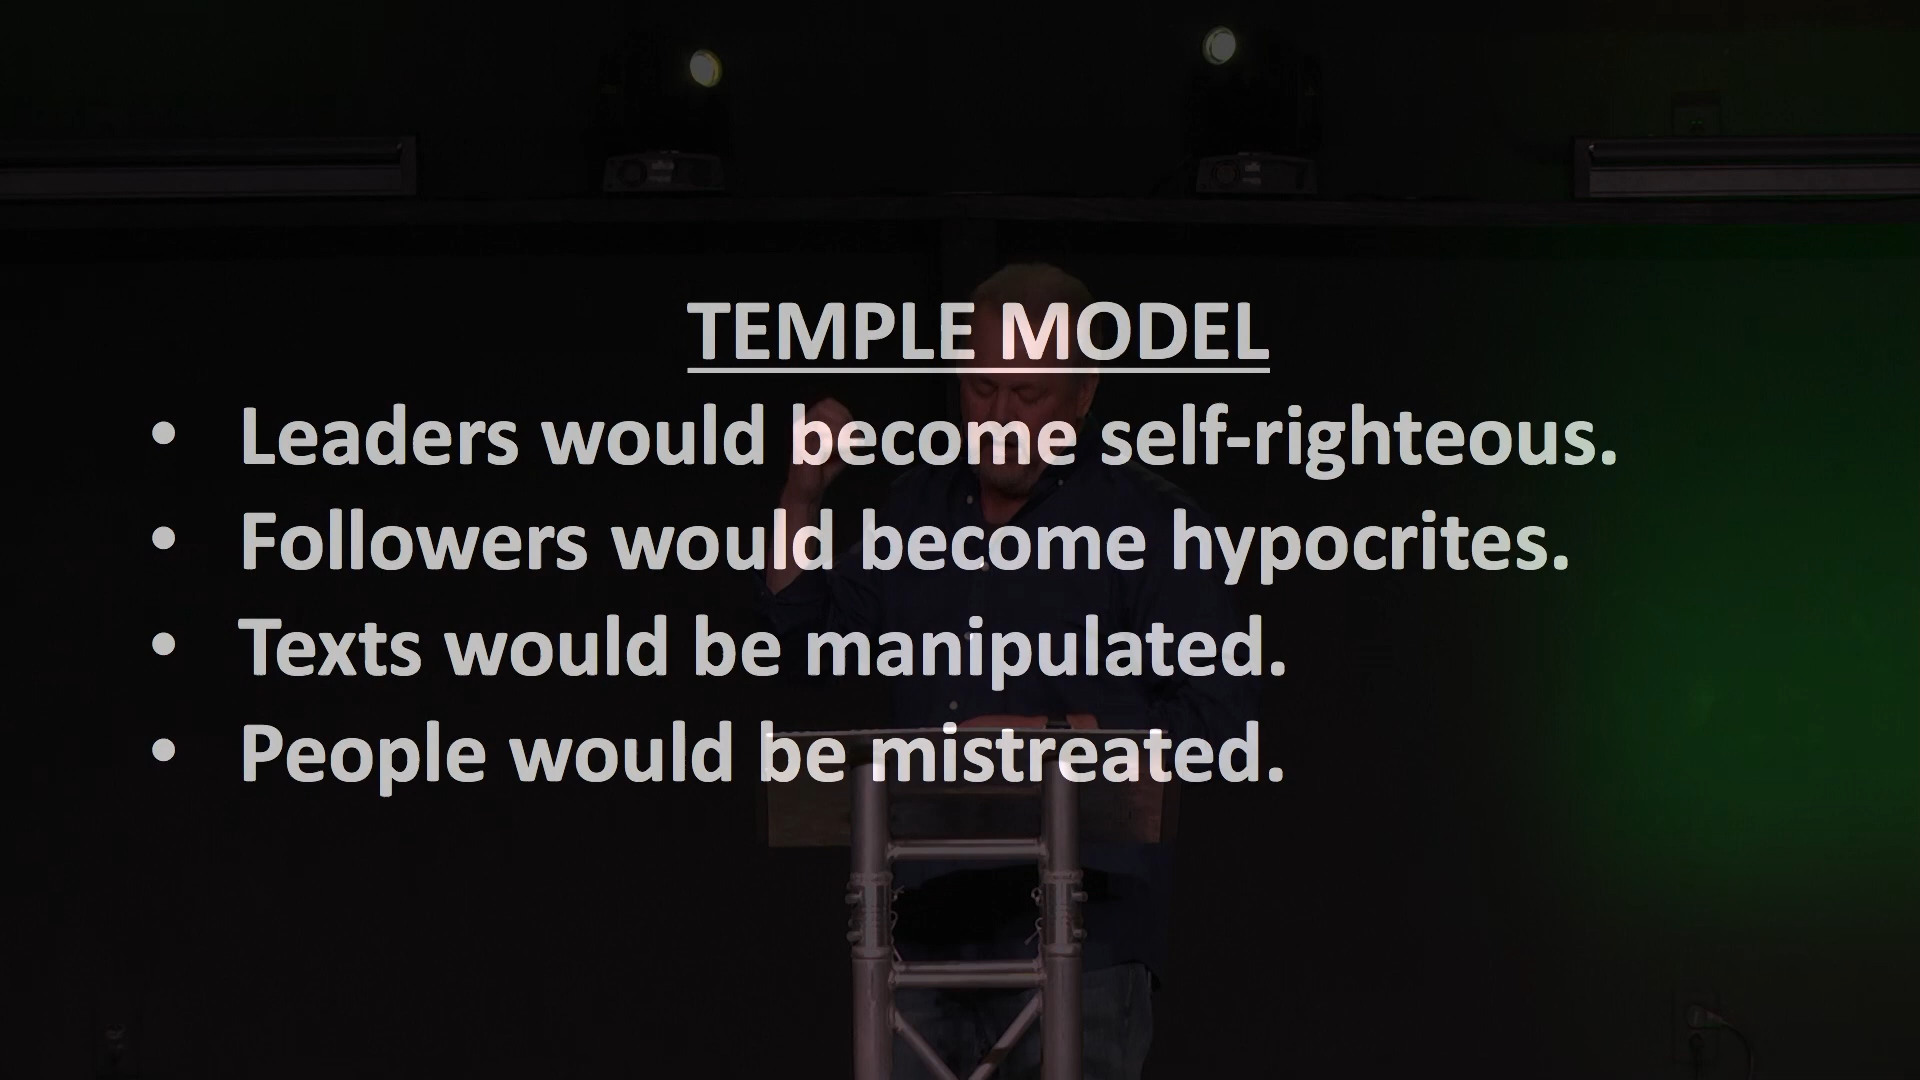 TEMPLE MODEL
• Leaders would become self-righteous.
• Followers would become hypocrites.
• Texts would be manipulated.
• People would be mistreated.